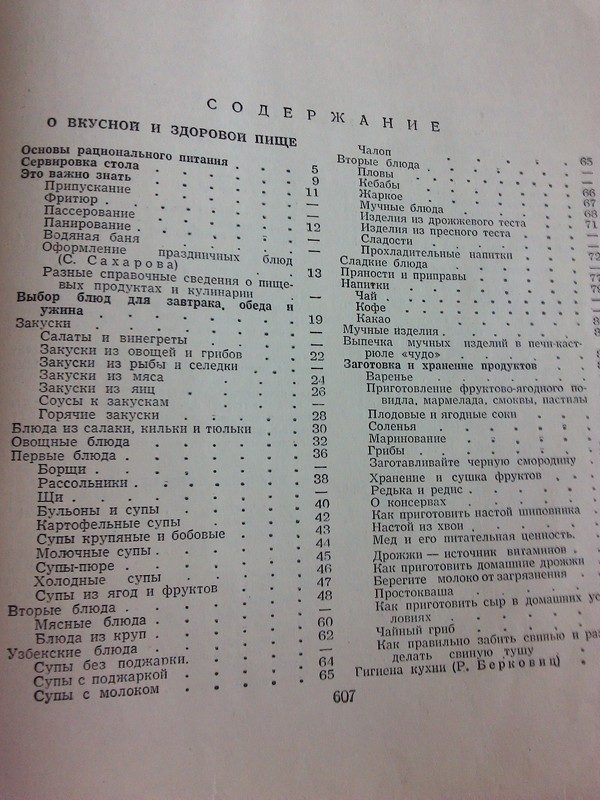 СОДЕРЖАНИЕ
О ВКУСНОЙ И ЗДОРОВОЙ ПИЩЕ
Основы рационального питания . . . 5
Сервировка стола . . . . . . 9
Это важно знать . . . . . . 11
Припускание . . . . . . —
Фритюр . . . . . . —
Пассерование . . . . . —
Панирование . . . . . 12
Водяная баня . . . . . —
Оформление праздничных блюд
(С. Сахарова) . . . . . 13
Разные справочные сведения о пище-
вых продуктах и кулинарии . . —
Выбор блюд для завтрака, обеда и
ужина . . . . . . 19
Закуски . . . . . . —
Салаты и винегреты . . . . —
Закуски из овощей и грибов . . 22
Закуски из рыбы и селедки . . —
Закуски из мяса . . . . 24
Закуски из яиц . . . . 26
Соусы к закускам . . . . —
Горячие закуски . . . . 28
Блюда из салаки, кильки и тюльки . . 30
Овощные блюда . . . . . 32
Первые блюда . . . . . . 36
Борщи . . . . . . —
Рассольники . . . . . 38
Щи . . . . . . . —
Бульоны и супы . . . . 40
Картофельные супы . . . . 42
Супы крупяные и бобовые . . . 43
Молочные супы . . . . . 44
Супы-пюре . . . . . . 45
Холодные супы . . . . . 46
Супы из ягод и фруктов . . . 47
Вторые блюда . . . . . . 48
Мясные блюда . . . . . —
Блюда из круп . . . . . 60
Узбекские блюда . . . . . 62
Супы без поджарки . . . . —
Супы с поджаркой . . . . 64
Супы с молоком . . . . . 65
Чалоп . . . . 65
Вторые блюда . . . . . . —
Пловы . . . . . . —
Кебабы . . . . . . 66
Жаркое . . . . . . 67
Мучные блюда . . . . . 68
Изделия из дрожжевого теста . . 71
Изделия из пресного теста . . —
Сладости . . . . . .
Прохладительные напитки . . 72
Сладкие блюда . . . . . —
Пряности и приправы . . . . 77
Напитки . . . . . .
Чай . . . . . .
Кофе . . . . . .
Какао . . . . . .
Мучные изделия . . . . .
Выпечка мучных изделий в печи-каст-
рюле «чудо» . . . . .
Заготовка и хранение продуктов . .
Варенье . . . . . .
Приготовление фруктово-ягодного по-
видла, мармелада, смоквы, пастилы
Плодовые и ягодные соки . . .
Соленья . . . . . .
Маринование . . . . .
Грибы . . . . . .
Заготавливайте черную смородину .
Хранение и сушка фруктов . . .
Редька и редис . . . . .
О консервах . . . . .
Как приготовить настой шиповника .
Настой из хвои . . . . .
Мед и его питательная ценность .
Дрожжи — источник витаминов . .
Как приготовить домашние дрожжи
Берегите молоко от загрязнения .
Простокваша . . . . .
Как приготовить сыр в домашних ус-
ловиях . . . . . .
Чайный гриб . . . . .
Как правильно забить свинью и раз
делать свиную тушу . . .
Гигиена кухни (Р. Беркович) . .
607